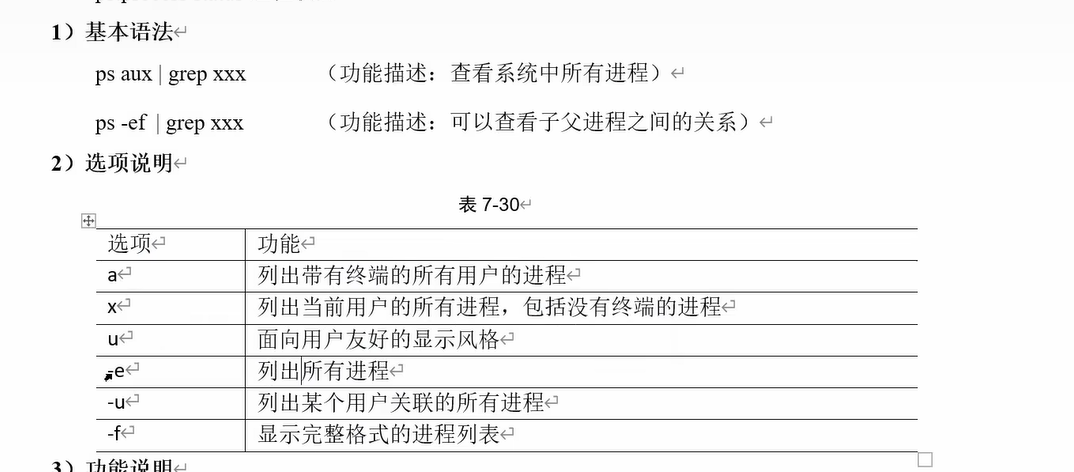 1）基本语法
ps aux | grep xxx （功能描述：查看系统中所有进程）
ps -ef | grep xxx （功能描述：可以查看子父进程之间的关系）
2）选项说明
表 7-30
选项 功能
a 列出带有终端的所有用户的进程
x 列出当前用户的所有进程，包括没有终端的进程
u 面向用户友好的显示风格
-e 列出所有进程
-u 列出某个用户关联的所有进程
-f 显示完整格式的进程列表
3）功能说明